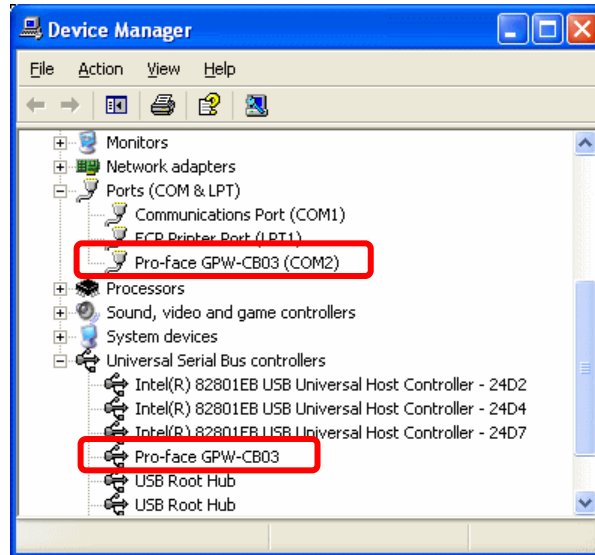 Device Manager
File Action View Help
Monitors
Network adapters
Ports (COM & LPT)
Communications Port (COM1)
ECP Printer Port (LPT1)
Pro-face GPW-CB03 (COM2)
Processors
Sound, video and game controllers
System devices
Universal Serial Bus controllers
Intel(R) 82801EB USB Universal Host Controller - 24D2
Intel(R) 82801EB USB Universal Host Controller - 24D4
Intel(R) 82801EB USB Universal Host Controller - 24D7
Pro-face GPW-CB03
USB Root Hub
USB Root Hub